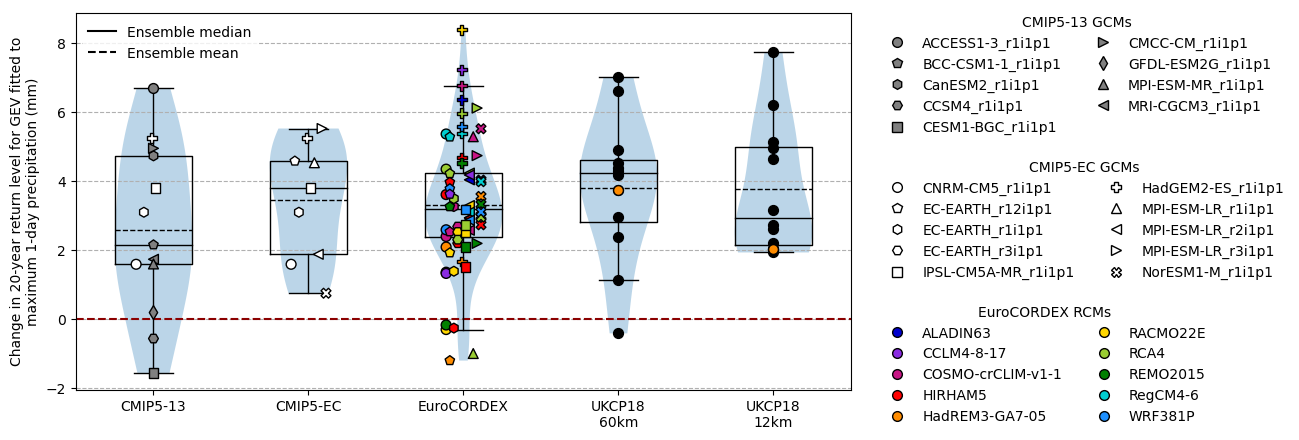 Change in 20-year return level for GEV fitted to
maximum 1-day precipitation (mm)
8
6
4
2
0
−2
Ensemble median
Ensemble mean
CMIP5-13
CMIP5-EC
EuroCORDEX
UKCP18
60km
UKCP18
12km
CMIP5-13 GCMs
ACCESS1-3_r1i1p1
BCC-CSM1-1_r1i1p1
CanESM2_r1i1p1
CCSM4_r1i1p1
CESM1-BGC_r1i1p1
CMCC-CM_r1i1p1
GFDL-ESM2G_r1i1p1
MPI-ESM-MR_r1i1p1
MRI-CGCM3_r1i1p1
CMIP5-EC GCMs
CNRM-CM5_r1i1p1
EC-EARTH_r12i1p1
EC-EARTH_r1i1p1
EC-EARTH_r3i1p1
IPSL-CM5A-MR_r1i1p1
HadGEM2-ES_r1i1p1
MPI-ESM-LR_r1i1p1
MPI-ESM-LR_r2i1p1
MPI-ESM-LR_r3i1p1
NorESM1-M_r1i1p1
EuroCORDEX RCMs
ALADIN63
CCLM4-8-17
COSMO-crCLIM-v1-1
HIRHAM5
HadREM3-GA7-05
RACMO22E
RCA4
REMO2015
RegCM4-6
WRF381P